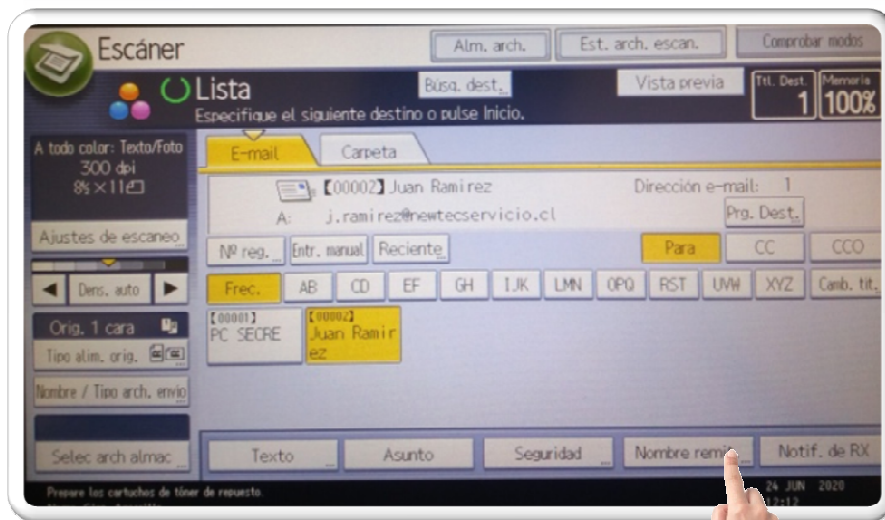 Escáner
Alm. arch.
Est. arch. escan.
Comprobar modos
Lista
Búsq. dest.
Vista previa
Ttl. Dest.
1
Memoria
100%
Especifique el siguiente destino o pulse Inicio.
A todo color: Texto/Foto
300 dpi
8½×11
E-mail
Carpeta
【00002】Juan Ramirez
Dirección e-mail: 1
A: j.ramirez@newtecservicio.cl
Prg. Dest.
Ajustes de escaneo
Nº reg.
Entr. manual
Reciente
Para
CC
CCO
Dens. auto
Frec.
AB
CD
EF
GH
IJK
LMN
OPQ
RST
UVW
XYZ
Camb. tít.
Orig. 1 cara
[00001]
PC SECRE
[00002]
Juan Ramir
ez
Tipo alim. orig.
Nombre / Tipo arch. envío
Selec arch almac
Texto
Asunto
Seguridad
Nombre remit
Notif. de RX
Prepare los cartuchos de tóner de repuesto.
24 JUN 2020
12:12